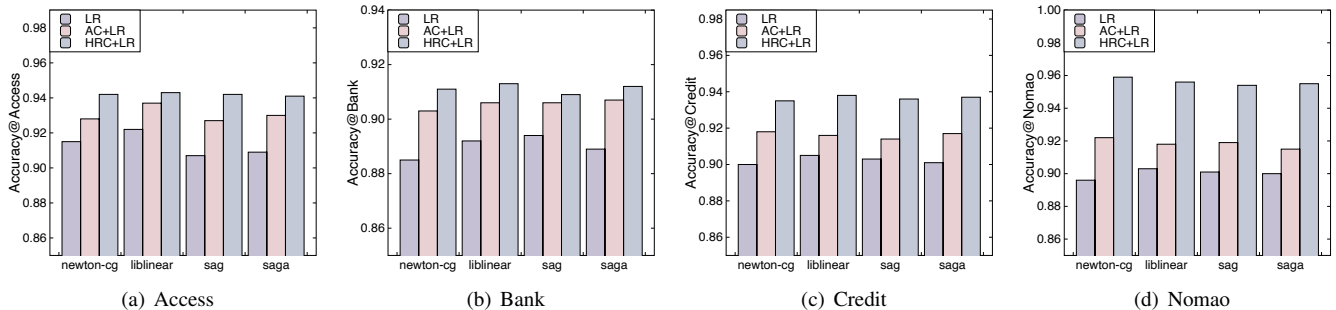 LR
AC+LR
HRC+LR
0.98
0.96
0.94
0.92
0.90
0.88
0.86
Accuracy@Access
newton-cg liblinear sag saga
(a) Access
LR
AC+LR
HRC+LR
0.94
0.92
0.90
0.88
0.86
Accuracy@Bank
newton-cg liblinear sag saga
(b) Bank
LR
AC+LR
HRC+LR
0.98
0.96
0.94
0.92
0.90
0.88
0.86
Accuracy@Credit
newton-cg liblinear sag saga
(c) Credit
LR
AC+LR
HRC+LR
1.00
0.98
0.96
0.94
0.92
0.90
0.88
0.86
Accuracy@Nomao
newton-cg liblinear sag saga
(d) Nomao